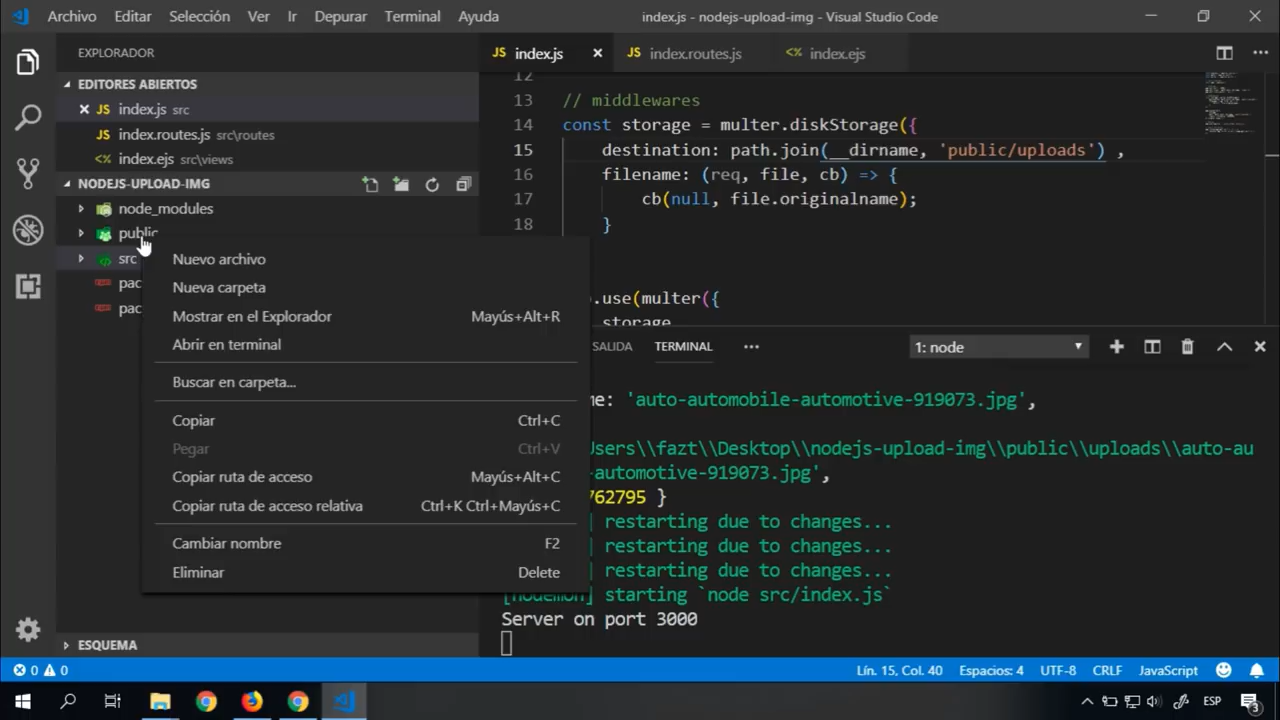 Archivo Editar Selección Ver Ir Depurar Terminal Ayuda index.js - nodejs-upload-img - Visual Studio Code
EXPLORADOR
EDITORES ABIERTOS
JS index.js src
JS index.routes.js src\routes
<%> index.ejs src\views
NODEJS-UPLOAD-IMG
node_modules
public
src
pac
pac
ESQUEMA
Nuevo archivo
Nueva carpeta
Mostrar en el Explorador Mayús+Alt+R
Abrir en terminal
Buscar en carpeta...
Copiar Ctrl+C
Pegar Ctrl+V
Copiar ruta de acceso Mayús+Alt+C
Copiar ruta de acceso relativa Ctrl+K Ctrl+Mayús+C
Cambiar nombre F2
Eliminar Delete
JS index.js JS index.routes.js <%> index.ejs
12
13 // middlewares
14 const storage = multer.diskStorage({
15 destination: path.join(__dirname, 'public/uploads') ,
16 filename: (req, file, cb) => {
17 cb(null, file.originalname);
18 }
.use(multer({
storage
SALIDA TERMINAL 1: node
me: 'auto-automobile-automotive-919073.jpg',
Users\\fazt\\Desktop\\nodejs-upload-img\\public\\uploads\\auto-au
-automotive-919073.jpg',
762795 }
restarting due to changes...
restarting due to changes...
restarting due to changes...
[nodemon] starting `node src/index.js`
Server on port 3000
0 0 Lín. 15, Col. 40 Espacios: 4 UTF-8 CRLF JavaScript
ESP 3